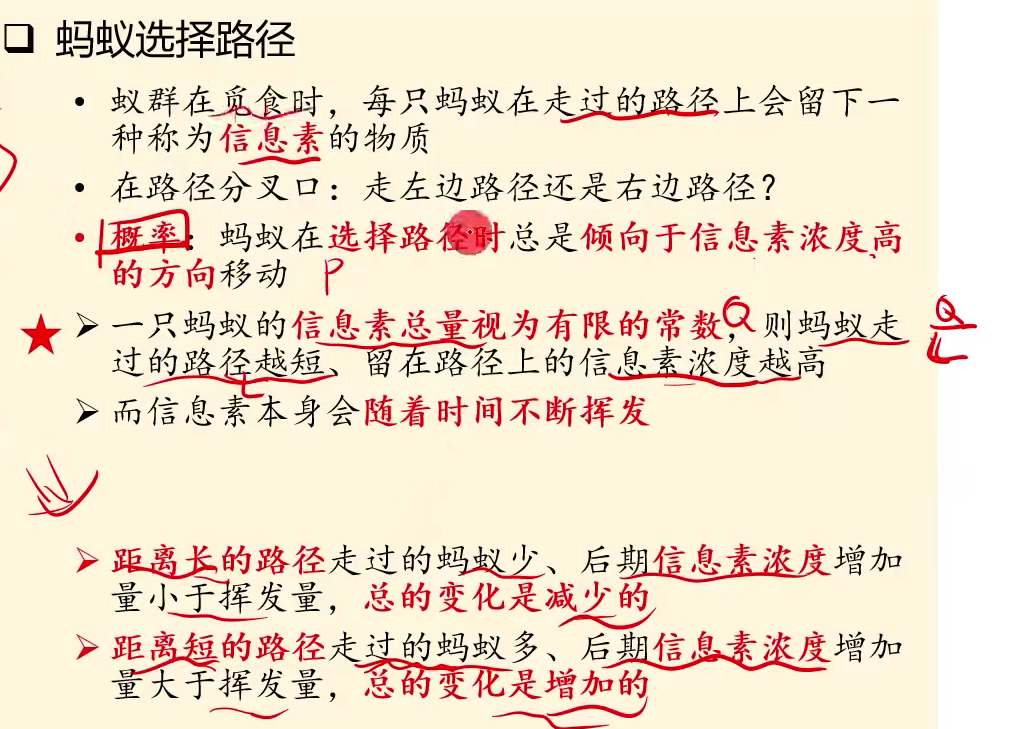 蚂蚁选择路径
• 蚁群在觅食时，每只蚂蚁在走过的路径上会留下一
种称为信息素的物质
• 在路径分叉口：走左边路径还是右边路径？
• 概率：蚂蚁在选择路径时总是倾向于信息素浓度高
的方向移动 P
➢ 一只蚂蚁的信息素总量视为有限的常数Q，则蚂蚁走
过的路径越短、留在路径上的信息素浓度越高
Q
L
L
➢ 而信息素本身会随着时间不断挥发
➢ 距离长的路径走过的蚂蚁少、后期信息素浓度增加
量小于挥发量，总的变化是减少的
➢ 距离短的路径走过的蚂蚁多、后期信息素浓度增加
量大于挥发量，总的变化是增加的